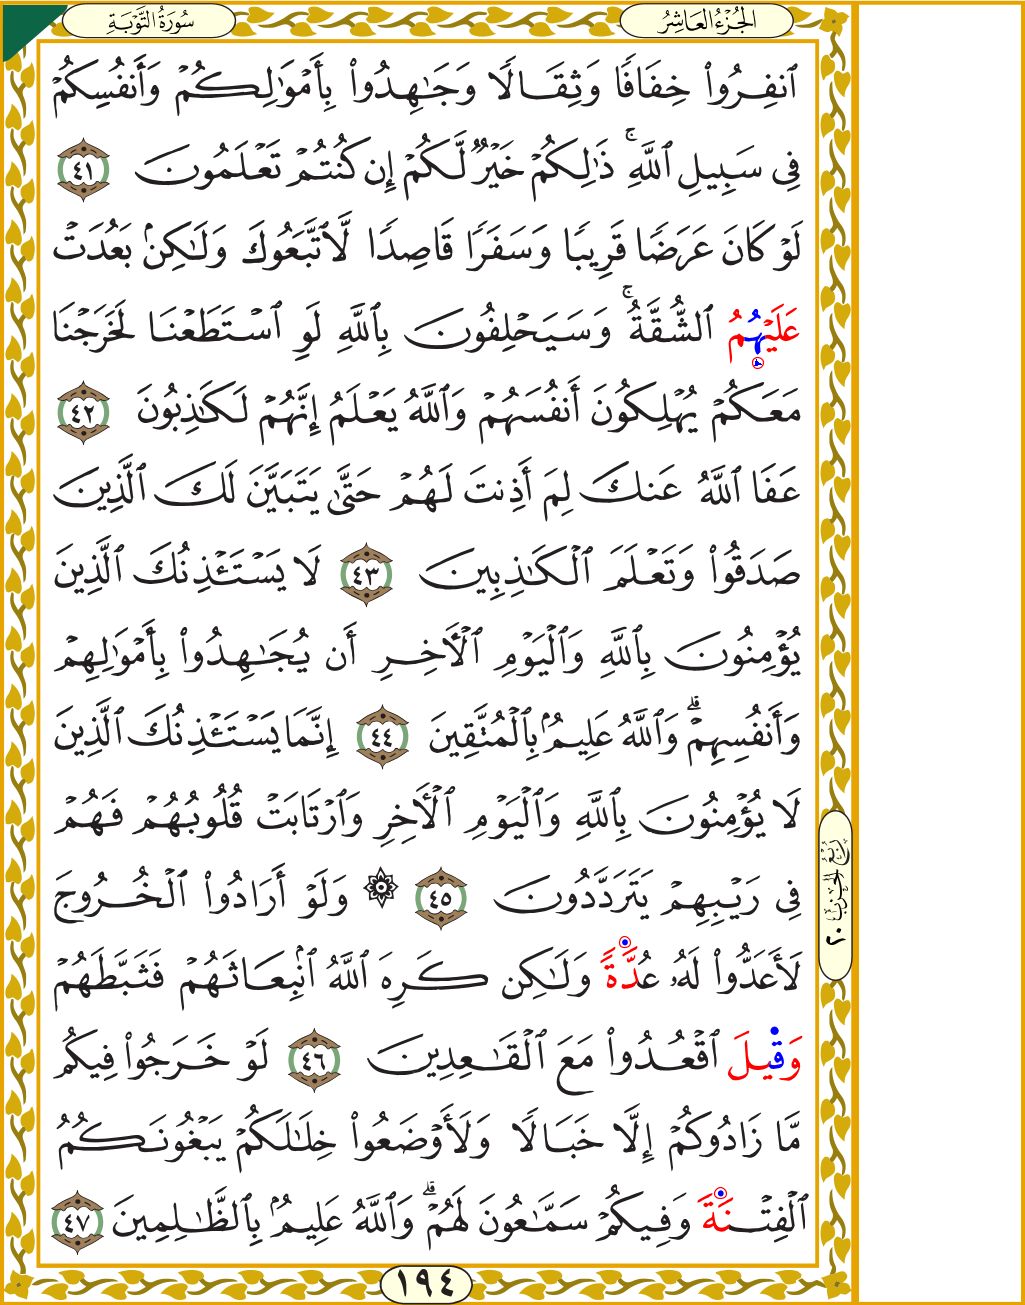 سُورَةُ التَّوْبَةِ
الجُزْءُ العَاشِرُ
ٱنفِرُوا۟ خِفَافًا وَثِقَالًا وَجَـٰهِدُوا۟ بِأَمْوَٰلِكُمْ وَأَنفُسِكُمْ
فِى سَبِيلِ ٱللَّهِ ۚ ذَٰلِكُمْ خَيْرٌ لَّكُمْ إِن كُنتُمْ تَعْلَمُونَ ٤١
لَوْ كَانَ عَرَضًا قَرِيبًا وَسَفَرًا قَاصِدًا لَّٱتَّبَعُوكَ وَلَـٰكِنۢ بَعُدَتْ
عَلَيْهُمُ ٱلشُّقَّةُ ۚ وَسَيَحْلِفُونَ بِٱللَّهِ لَوِ ٱسْتَطَعْنَا لَخَرَجْنَا
مَعَكُمْ يُهْلِكُونَ أَنفُسَهُمْ وَٱللَّهُ يَعْلَمُ إِنَّهُمْ لَكَـٰذِبُونَ ٤٢
عَفَا ٱللَّهُ عَنكَ لِمَ أَذِنتَ لَهُمْ حَتَّىٰ يَتَبَيَّنَ لَكَ ٱلَّذِينَ
صَدَقُوا۟ وَتَعْلَمَ ٱلْكَـٰذِبِينَ ٤٣ لَا يَسْتَـْٔذِنُكَ ٱلَّذِينَ
يُؤْمِنُونَ بِٱللَّهِ وَٱلْيَوْمِ ٱلْـَٔاخِرِ أَن يُجَـٰهِدُوا۟ بِأَمْوَٰلِهِمْ
وَأَنفُسِهِمْ ۗ وَٱللَّهُ عَلِيمٌۢ بِٱلْمُتَّقِينَ ٤٤ إِنَّمَا يَسْتَـْٔذِنُكَ ٱلَّذِينَ
لَا يُؤْمِنُونَ بِٱللَّهِ وَٱلْيَوْمِ ٱلْـَٔاخِرِ وَٱرْتَابَتْ قُلُوبُهُمْ فَهُمْ
فِى رَيْبِهِمْ يَتَرَدَّدُونَ ٤٥ ۞ وَلَوْ أَرَادُوا۟ ٱلْخُرُوجَ
لَأَعَدُّوا۟ لَهُۥ عُدَّةً وَلَـٰكِن كَرِهَ ٱللَّهُ ٱنۢبِعَاثَهُمْ فَثَبَّطَهُمْ
وَقِيلَ ٱقْعُدُوا۟ مَعَ ٱلْقَـٰعِدِينَ ٤٦ لَوْ خَرَجُوا۟ فِيكُم
مَّا زَادُوكُمْ إِلَّا خَبَالًا وَلَأَوْضَعُوا۟ خِلَـٰلَكُمْ يَبْغُونَكُمُ
ٱلْفِتْنَةَ وَفِيكُمْ سَمَّـٰعُونَ لَهُمْ ۗ وَٱللَّهُ عَلِيمٌۢ بِٱلظَّـٰلِمِينَ ٤٧
رُبْعُ الحِزْبِ ٢٠
١٩٤